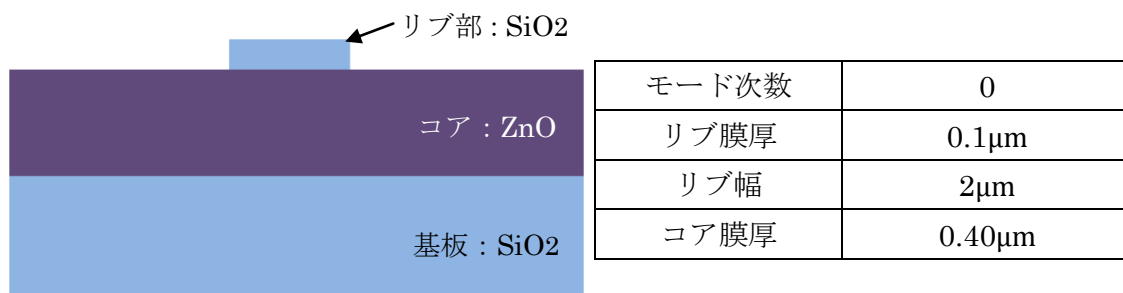 リブ部 : SiO2
コア : ZnO
基板 : SiO2
モード次数 0
リブ膜厚 0.1μm
リブ幅 2μm
コア膜厚 0.40μm